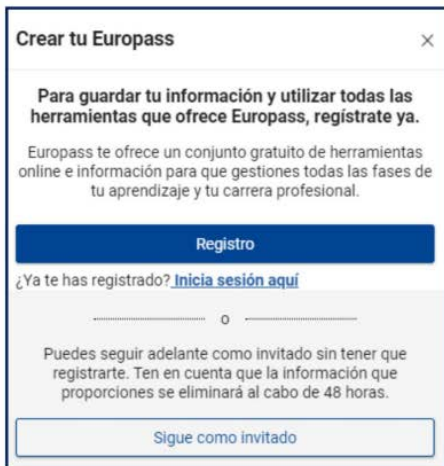 Crear tu Europass
Para guardar tu información y utilizar todas las
herramientas que ofrece Europass, regístrate ya.
Europass te ofrece un conjunto gratuito de herramientas
online e información para que gestiones todas las fases de
tu aprendizaje y tu carrera profesional.
Registro
¿Ya te has registrado? Inicia sesión aquí
o
Puedes seguir adelante como invitado sin tener que
registrarte. Ten en cuenta que la información que
proporciones se eliminará al cabo de 48 horas.
Sigue como invitado